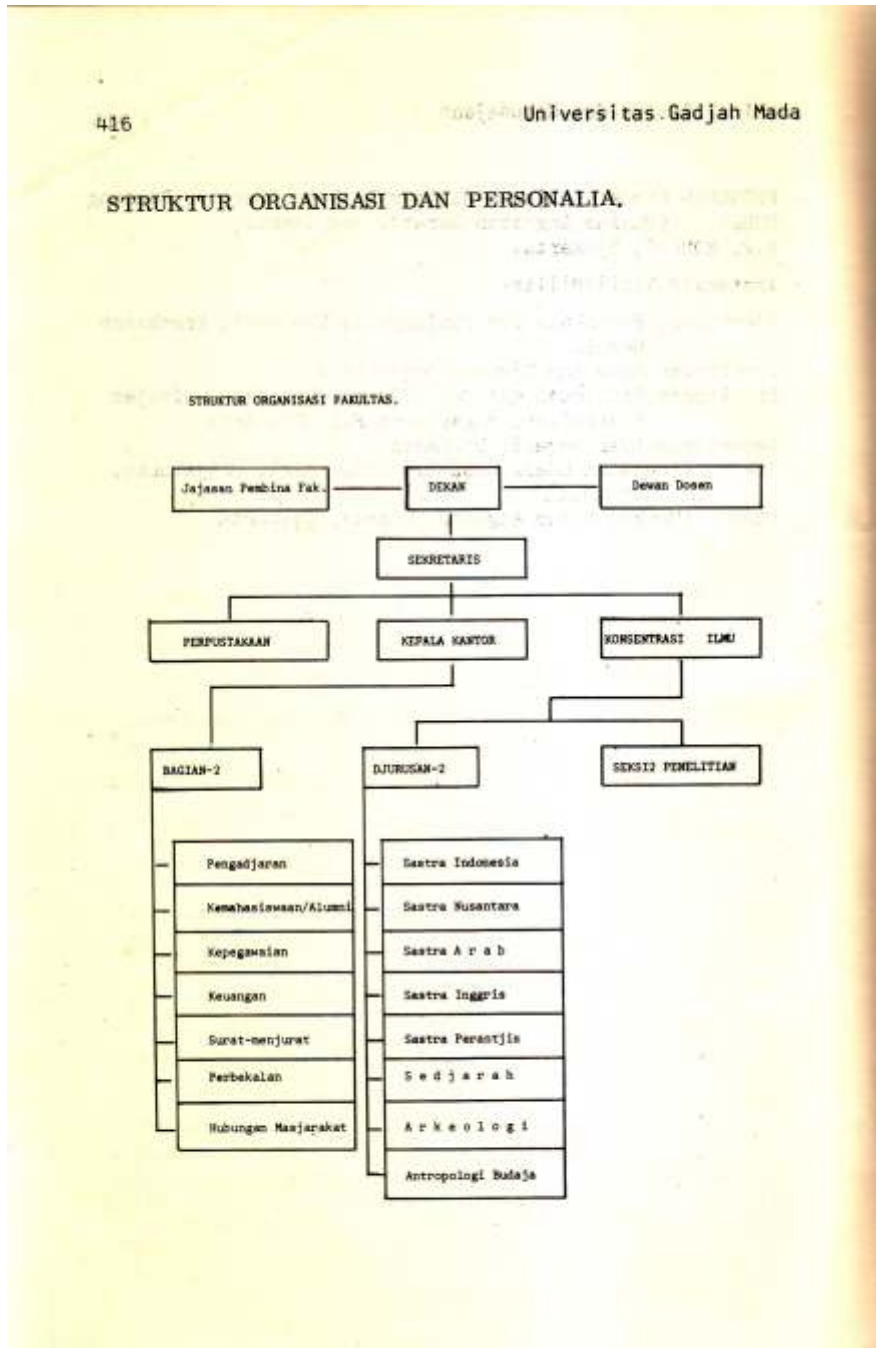 416
Universitas Gadjah Mada
STRUKTUR ORGANISASI DAN PERSONALIA.
STRUKTUR ORGANISASI FAKULTAS.
Jajasan Pembina Fak.
DEKAN
Dewan Dosen
SEKRETARIS
PERPUSTAKAAN
KEPALA KANTOR
KONSENTRASI ILMU
BAGIAN-2
DJURUSAN-2
SEKSI2 PENELITIAN
Pengadjaran
Kemahasiswaan/Alumni
Kepegawaian
Keuangan
Surat-menjurat
Perbekalan
Hubungan Masjarakat
Sastra Indonesia
Sastra Nusantara
Sastra A r a b
Sastra Inggris
Sastra Perantjis
S e d j a r a h
A r k e o l o g i
Antropologi Budaja